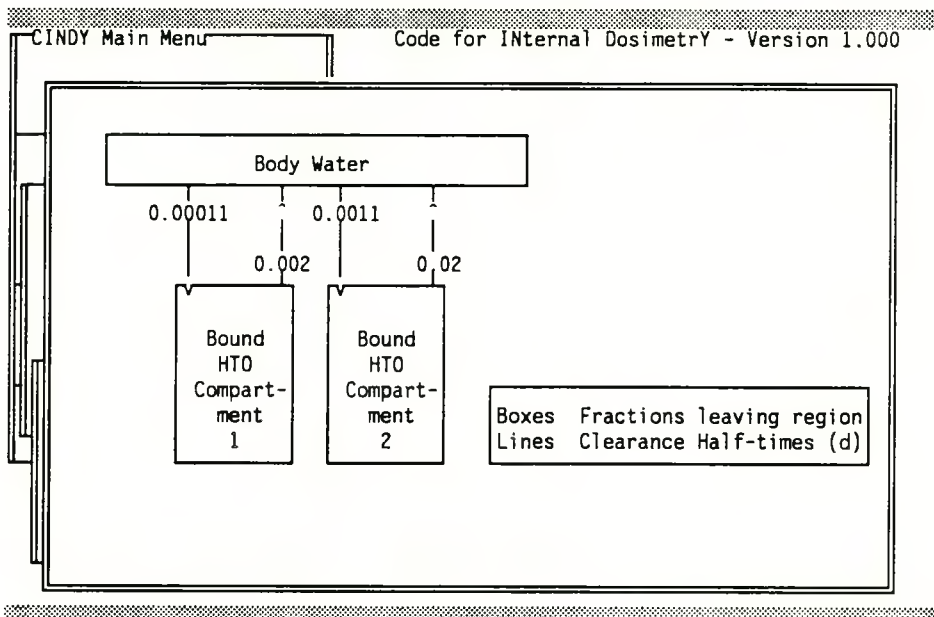 CINDY Main Menu
Code for INternal DosimetrY - Version 1.000
Body Water
0.00011
0.0011
0.002
0.02
Bound
HTO
Compart-
ment
1
Bound
HTO
Compart-
ment
2
Boxes Fractions leaving region
Lines Clearance Half-times (d)